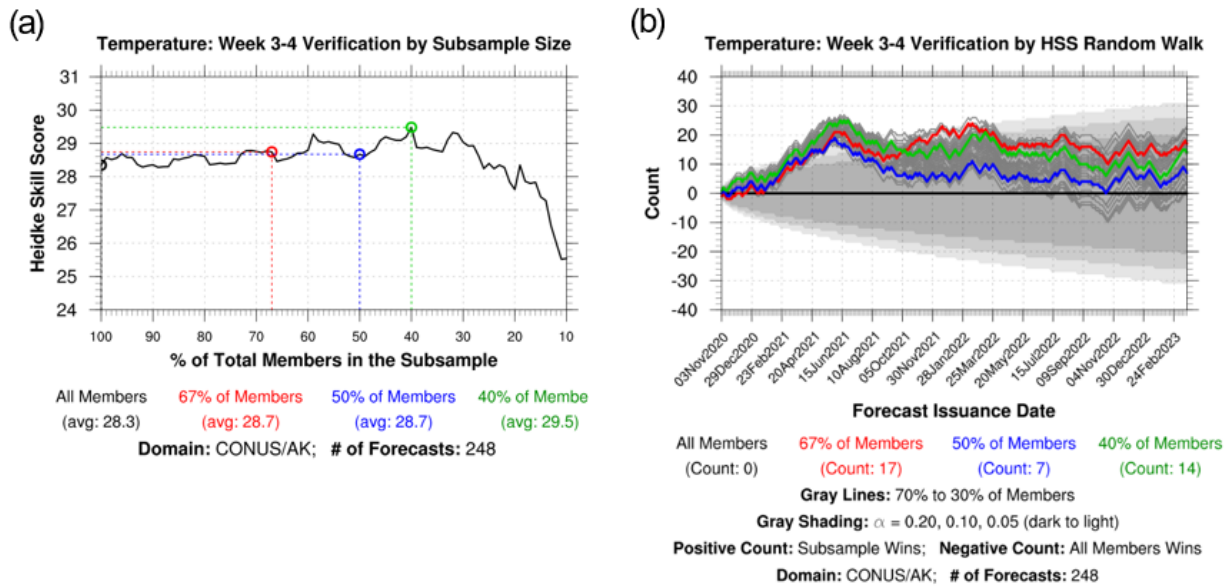 (a)
Temperature: Week 3-4 Verification by Subsample Size
Heidke Skill Score
31
30
29
28
27
26
25
24
100 90 80 70 60 50 40 30 20 10
% of Total Members in the Subsample
All Members 67% of Members 50% of Members 40% of Membe
(avg: 28.3) (avg: 28.7) (avg: 28.7) (avg: 29.5)
Domain: CONUS/AK; # of Forecasts: 248
(b)
Temperature: Week 3-4 Verification by HSS Random Walk
Count
40
30
20
10
0
-10
-20
-30
-40
03Nov2020 29Dec2020 23Feb2021 20Apr2021 15Jun2021 10Aug2021 05Oct2021 30Nov2021 28Jan2022 25Mar2022 20May2022 15Jul2022 09Sep2022 04Nov2022 30Dec2022 24Feb2023
Forecast Issuance Date
All Members 67% of Members 50% of Members 40% of Members
(Count: 0) (Count: 17) (Count: 7) (Count: 14)
Gray Lines: 70% to 30% of Members
Gray Shading: α = 0.20, 0.10, 0.05 (dark to light)
Positive Count: Subsample Wins; Negative Count: All Members Wins
Domain: CONUS/AK; # of Forecasts: 248